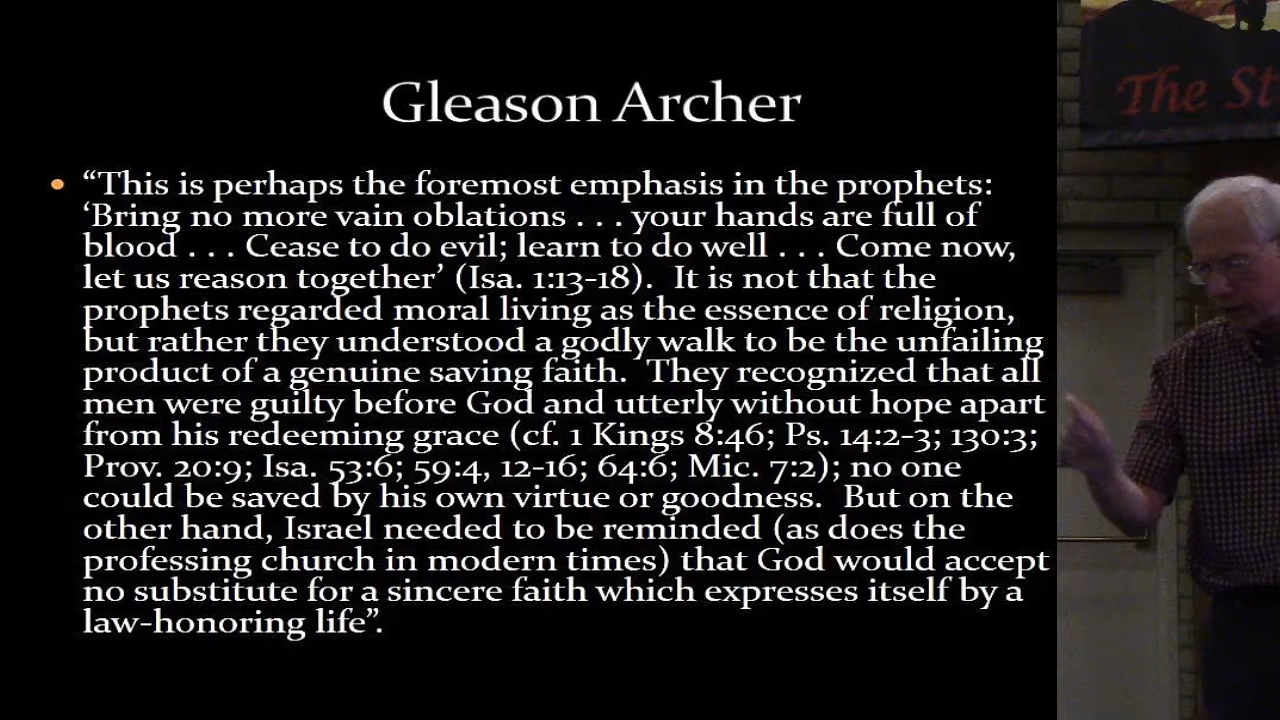 Gleason Archer
• “This is perhaps the foremost emphasis in the prophets:
‘Bring no more vain oblations . . . your hands are full of
blood . . . Cease to do evil; learn to do well . . . Come now,
let us reason together’ (Isa. 1:13-18).  It is not that the
prophets regarded moral living as the essence of religion,
but rather they understood a godly walk to be the unfailing
product of a genuine saving faith.  They recognized that all
men were guilty before God and utterly without hope apart
from his redeeming grace (cf. 1 Kings 8:46; Ps. 14:2-3; 130:3;
Prov. 20:9; Isa. 53:6; 59:4, 12-16; 64:6; Mic. 7:2); no one
could be saved by his own virtue or goodness.  But on the
other hand, Israel needed to be reminded (as does the
professing church in modern times) that God would accept
no substitute for a sincere faith which expresses itself by a
law-honoring life”.
The St